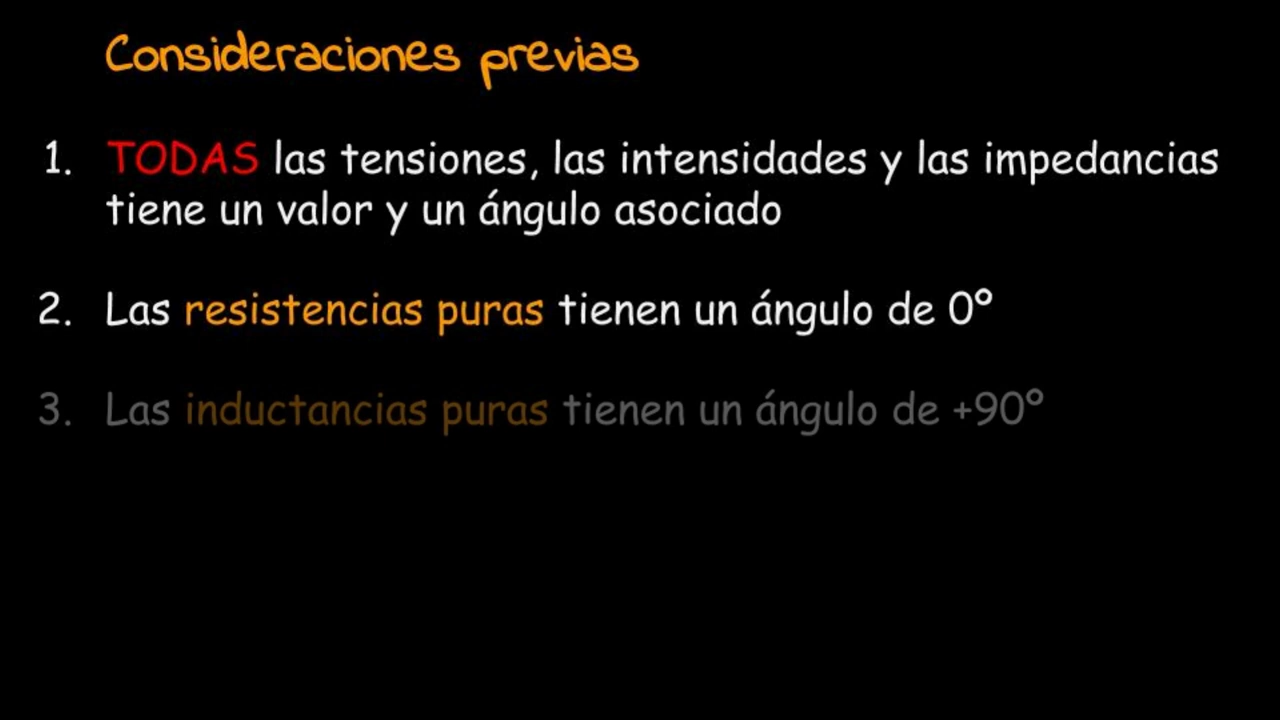 Consideraciones previas
1. TODAS las tensiones, las intensidades y las impedancias
tiene un valor y un ángulo asociado
2. Las resistencias puras tienen un ángulo de 0º
3. Las inductancias puras tienen un ángulo de +90º